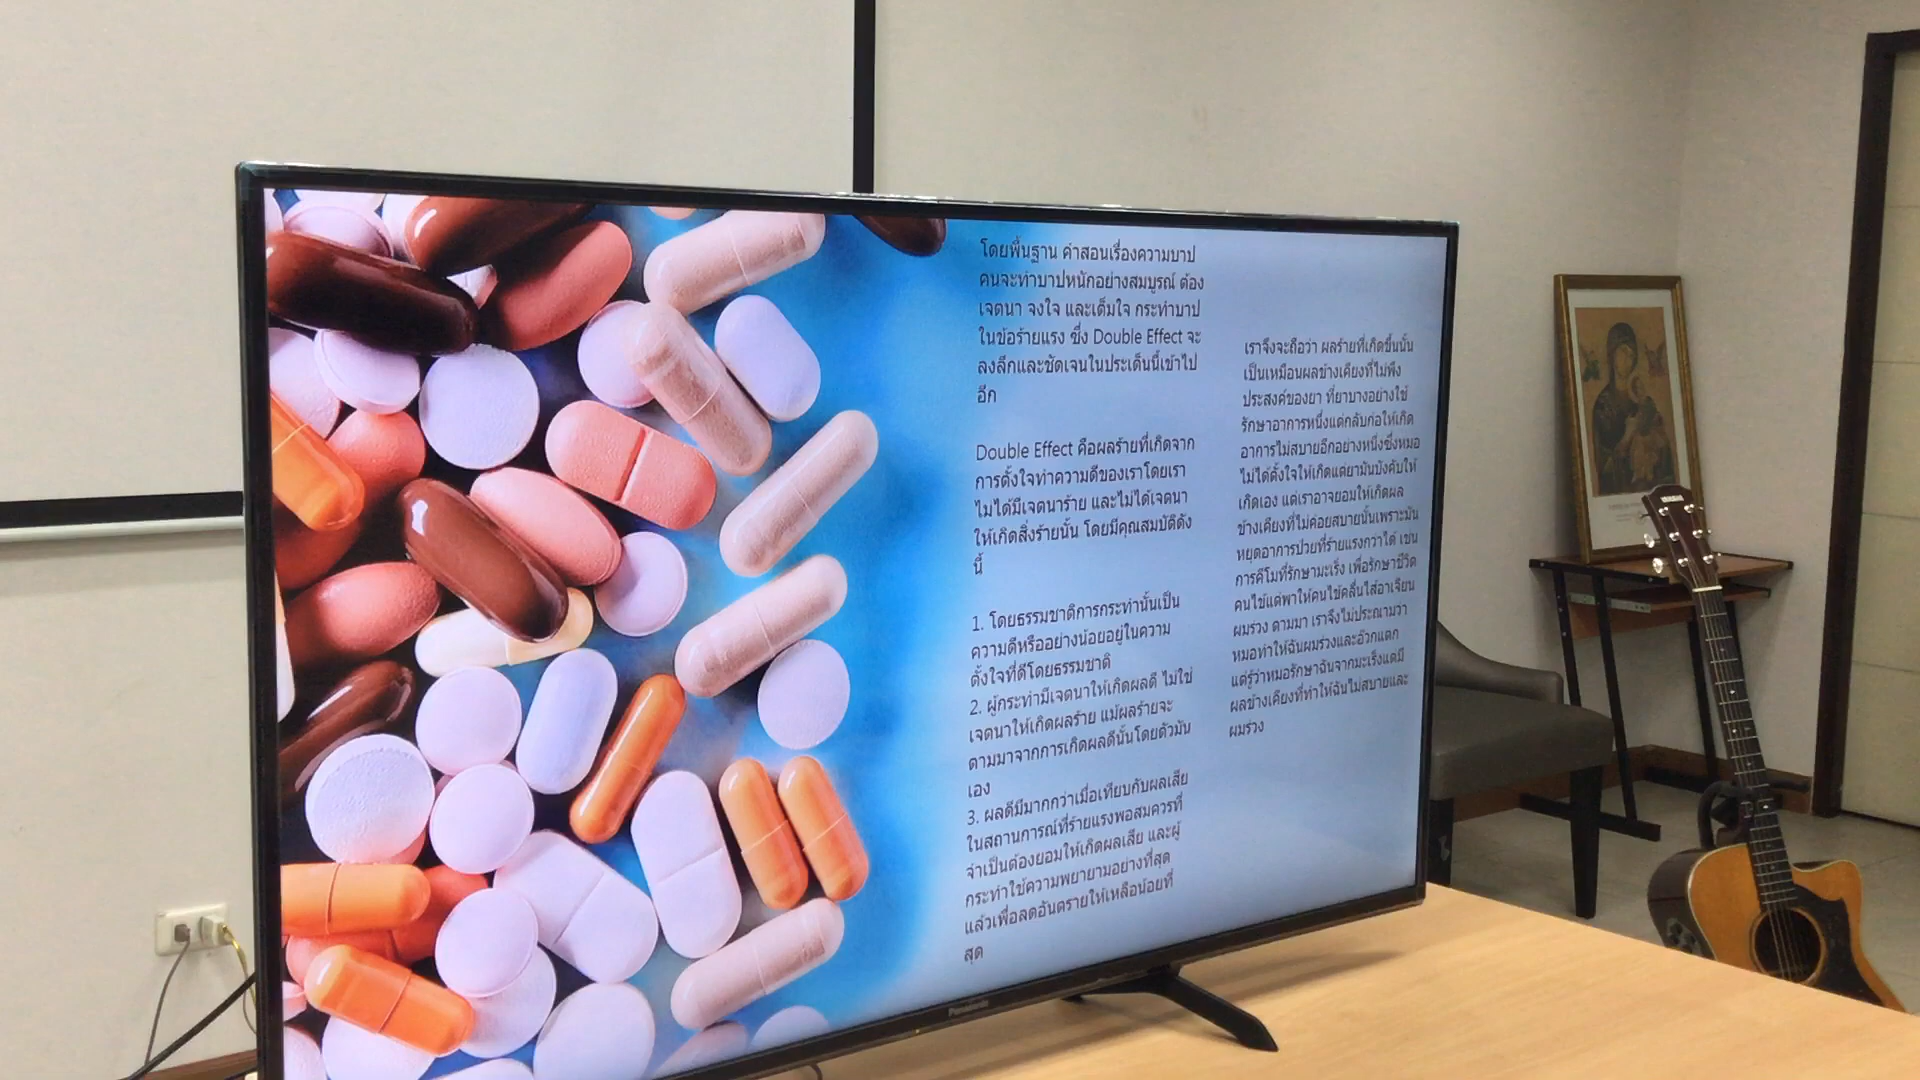 โดยพื้นฐาน คำสอนเรื่องความบาป
คนจะทำบาปหนักอย่างสมบูรณ์ ต้อง
เจตนา จงใจ และเต็มใจ กระทำบาป
ในข้อร้ายแรง ซึ่ง Double Effect จะ
ลงลึกและชัดเจนในประเด็นนี้เข้าไป
อีก
Double Effect คือผลร้ายที่เกิดจาก
การตั้งใจทำความดีของเราโดยเรา
ไม่ได้มีเจตนาร้าย และไม่ได้เจตนา
ให้เกิดสิ่งร้ายนั้น โดยมีคุณสมบัติดัง
นี้
1. โดยธรรมชาติการกระทำนั้นเป็น
ความดีหรืออย่างน้อยอยู่ในความ
ตั้งใจที่ดีโดยธรรมชาติ
2. ผู้กระทำมีเจตนาให้เกิดผลดี ไม่ใช่
เจตนาให้เกิดผลร้าย แม้ผลร้ายจะ
ตามมาจากการเกิดผลดีนั้นโดยตัวมัน
เอง
3. ผลดีมีมากกว่าเมื่อเทียบกับผลเสีย
ในสถานการณ์ที่ร้ายแรงพอสมควรที่
จำเป็นต้องยอมให้เกิดผลเสีย และผู้
กระทำใช้ความพยายามอย่างที่สุด
แล้วเพื่อลดอันตรายให้เหลือน้อยที่
สุด
เราจึงจะถือว่า ผลร้ายที่เกิดขึ้นนั้น
เป็นเหมือนผลข้างเคียงที่ไม่พึง
ประสงค์ของยา ที่ยาบางอย่างใช้
รักษาอาการหนึ่งแต่กลับก่อให้เกิด
อาการไม่สบายอีกอย่างหนึ่งซึ่งหมอ
ไม่ได้ตั้งใจให้เกิดแต่ยามันบังคับให้
เกิดเอง แต่เราอาจยอมให้เกิดผล
ข้างเคียงที่ไม่ค่อยสบายนั้นเพราะมัน
หยุดอาการป่วยที่ร้ายแรงกว่าได้ เช่น
การคีโมที่รักษามะเร็ง เพื่อรักษาชีวิต
คนไข้แต่พาให้คนไข้คลื่นไส้อาเจียน
ผมร่วง ตามมา เราจึงไม่ประณามว่า
หมอทำให้ฉันผมร่วงและอ๊วกแตก
แต่รู้ว่าหมอรักษาฉันจากมะเร็งแต่มี
ผลข้างเคียงที่ทำให้ฉันไม่สบายและ
ผมร่วง
Panasonic
YAMAHA